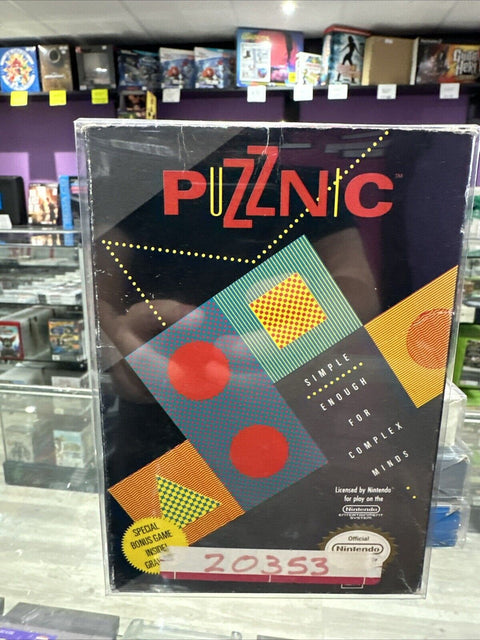 PUZZNIC™
SIMPLE
ENOUGH
FOR
COMPLEX
MINDS
Licensed by Nintendo®
for play on the
Nintendo
ENTERTAINMENT
SYSTEM
SPECIAL
BONUS GAME
INSIDE!
Official
Nintendo
20353